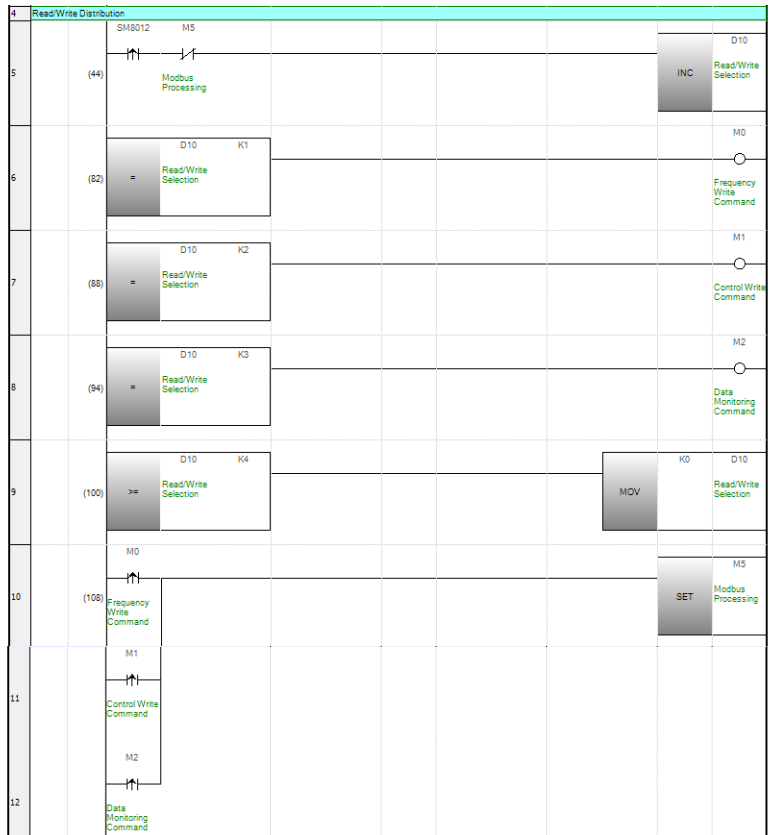 4 Read/Write Distribution
SM8012 M5 D10
5 (44) Modbus
Processing
INC Read/Write
Selection
D10 K1 M0
6 (82) = Read/Write
Selection
Frequency
Write
Command
D10 K2 M1
7 (88) = Read/Write
Selection
Control Write
Command
D10 K3 M2
8 (94) = Read/Write
Selection
Data
Monitoring
Command
D10 K4 K0 D10
9 (100) >= Read/Write
Selection
MOV Read/Write
Selection
M0 M5
10 (108) Frequency
Write
Command
SET Modbus
Processing
M1
11 Control Write
Command
M2
12 Data
Monitoring
Command